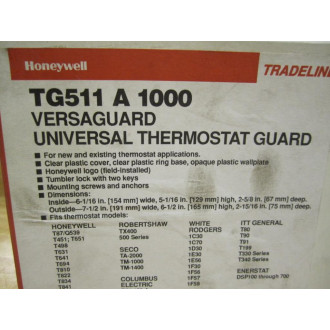 Honeywell
TRADELINE
TG511 A 1000
VERSAGUARD
UNIVERSAL THERMOSTAT GUARD
For new and existing thermostat applications.
Clear plastic cover, clear plastic ring base, opaque plastic wallplate
Honeywell logo (field-installed)
Tumbler lock with two keys
Mounting screws and anchors
Dimensions:
Inside—6-1/16 in. [154 mm] wide, 5-1/16 in. [129 mm] high, 2-5/8 in. [67 mm] deep.
Outside—7-1/2 in. [191 mm] wide, 6-1/2 in. [165 mm] high, 2-15/16 in. [75 mm] deep.
Fits thermostat models:
HONEYWELL
T87/Q539
T451; T651
T498
T631
T641
T694
T810
T822
T834
T841
ROBERTSHAW
TX400
500 Series
SECO
TA-2000
TM-1000
TM-1400
COLUMBUS
ELECTRIC
WHITE
RODGERS
1C30
1C70
1D31
1E30
1E56
1F30
1F56
1F57
1F59
ITT GENERAL
T80
T90
T91
T199
T330 Series
T340 Series
ENERSTAT
DSP100 through 700